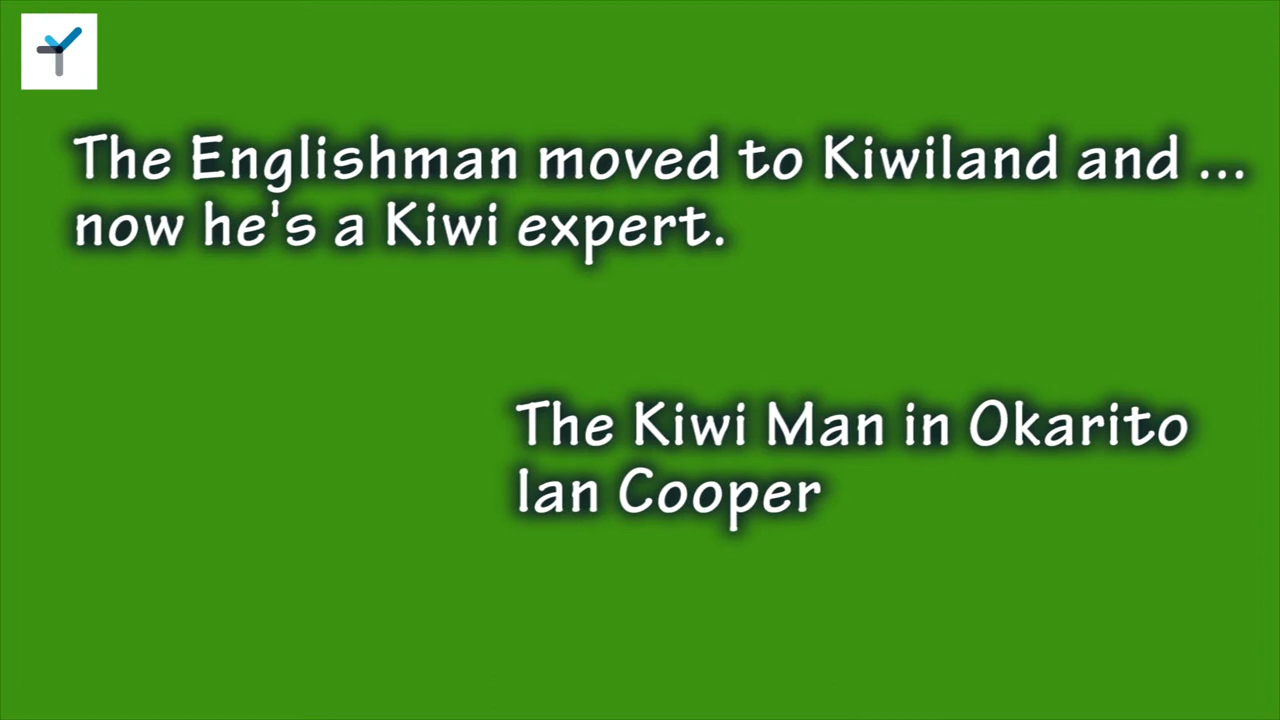 The Englishman moved to Kiwiland and ...
now he's a Kiwi expert.
The Kiwi Man in Okarito
Ian Cooper